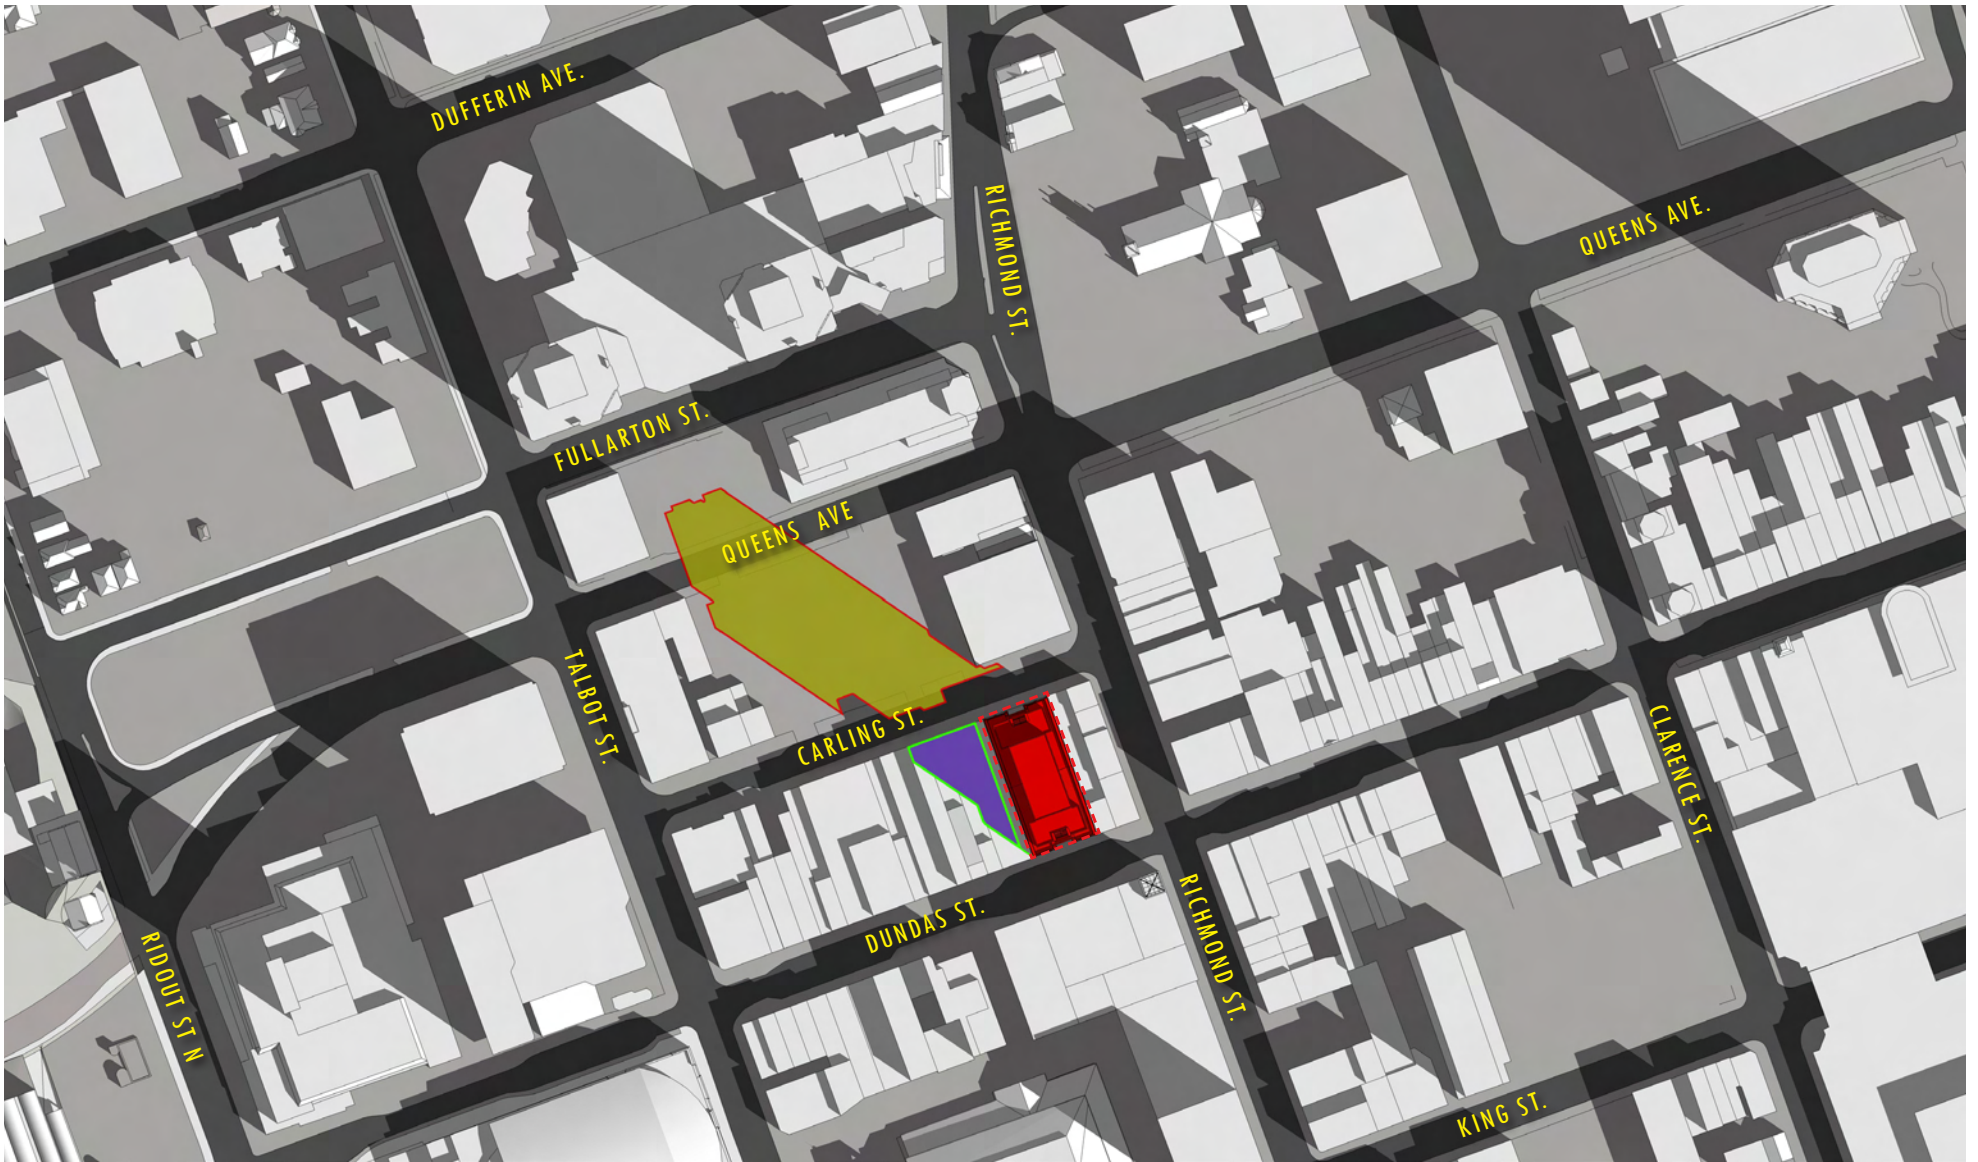 DUFFERIN AVE.
RICHMOND ST.
QUEENS AVE.
FULLARTON ST.
QUEENS AVE
TALBOT ST.
CARLING ST.
CLARENCE ST.
DUNDAS ST.
RICHMOND ST.
RIDOUT ST N
KING ST.